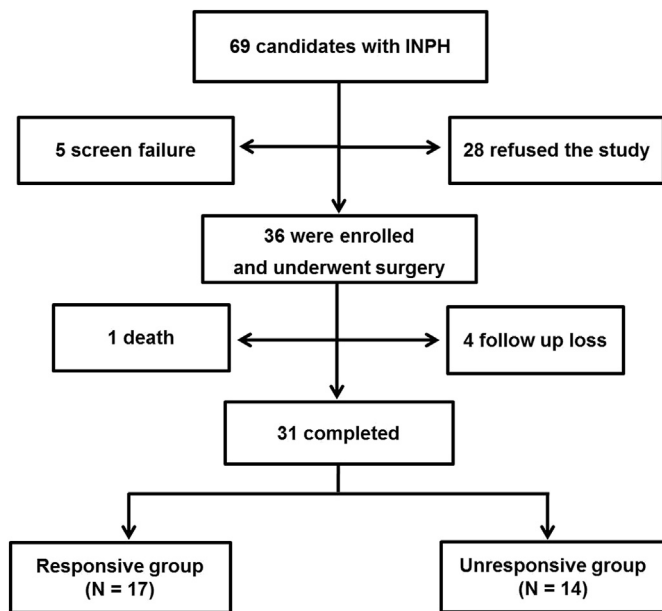 69 candidates with INPH
5 screen failure
28 refused the study
36 were enrolled
and underwent surgery
1 death
4 follow up loss
31 completed
Responsive group
(N = 17)
Unresponsive group
(N = 14)